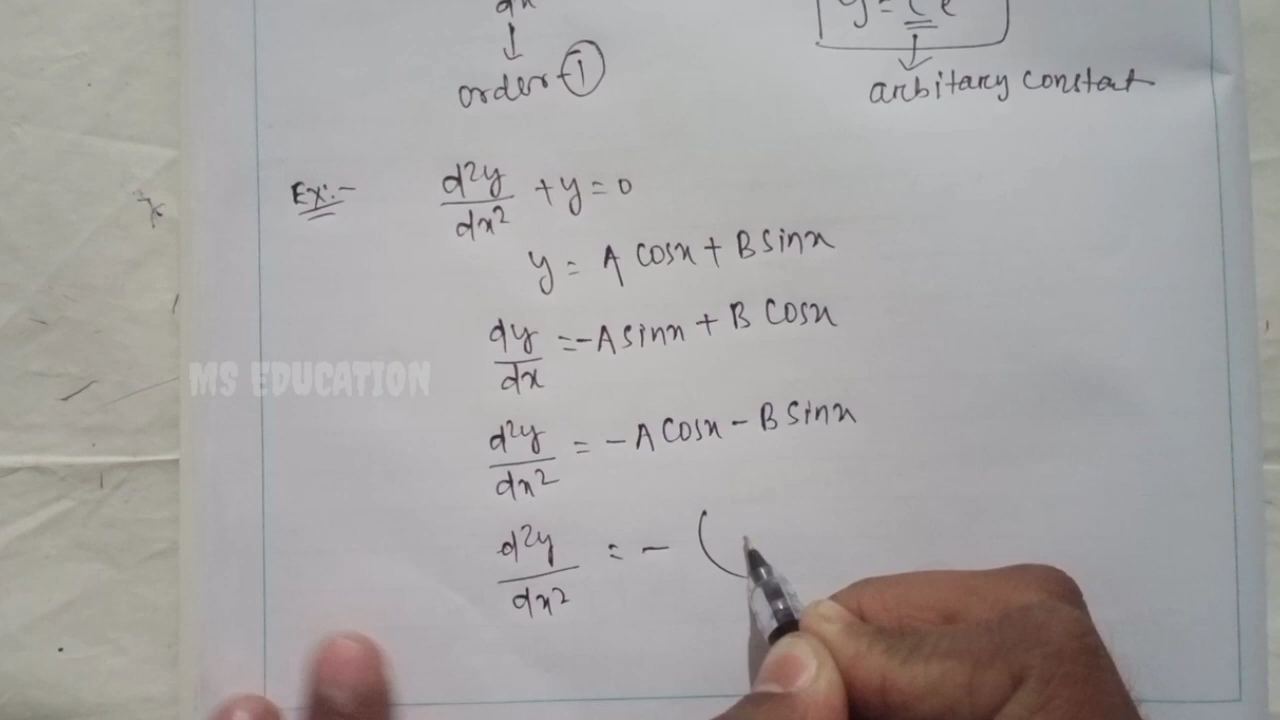 dx
y = c e
↓ ↓
order-①
arbitary constat
Ex:- d²y/dx² + y = 0
y = A cosx + B sinx
dy/dx = -A sinx + B cosx
MS EDUCATION
d²y/dx² = - A cosx - B sinx
d²y/dx² = - (